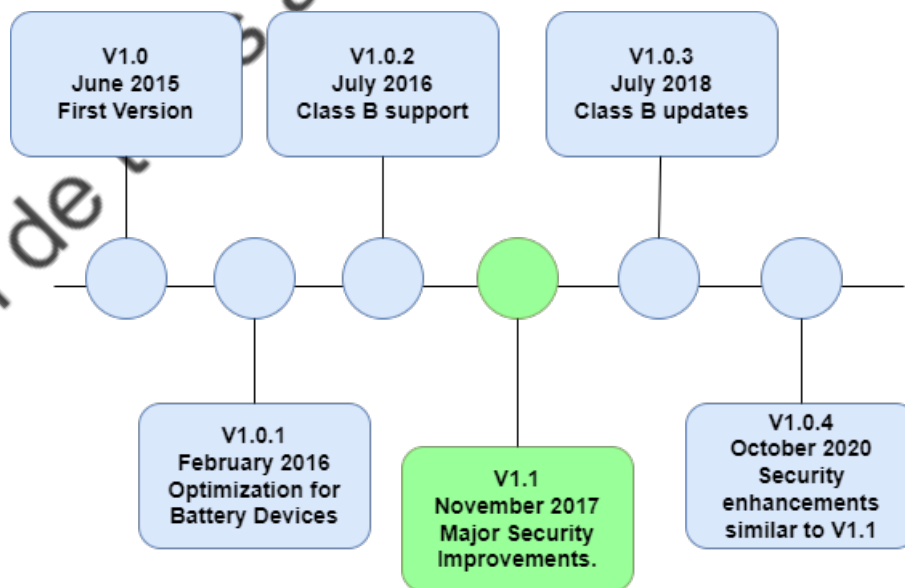 V1.0
June 2015
First Version
V1.0.2
July 2016
Class B support
V1.0.3
July 2018
Class B updates
de
V1.0.1
February 2016
Optimization for
Battery Devices
V1.1
November 2017
Major Security
Improvements.
V1.0.4
October 2020
Security
enhancements
similar to V1.1